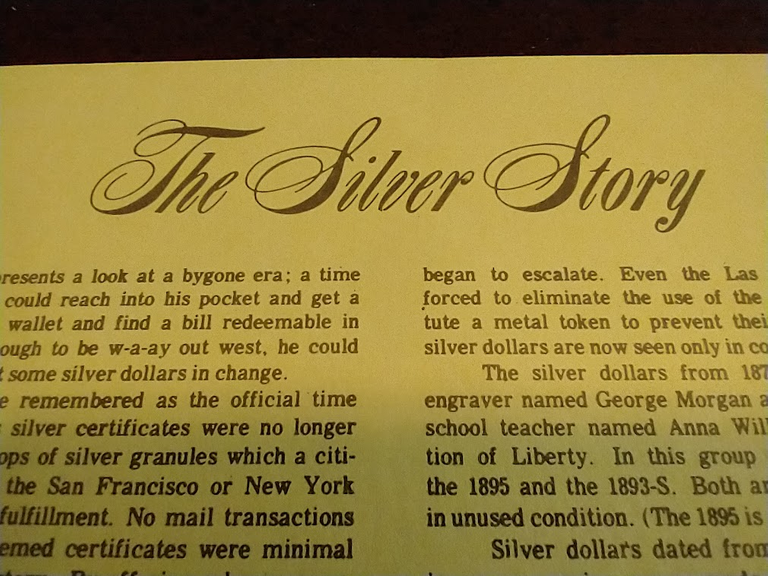 The Silver Story
resents a look at a bygone era; a time
could reach into his pocket and get a
wallet and find a bill redeemable in
ough to be w-a-ay out west, he could
t some silver dollars in change.
e remembered as the official time
silver certificates were no longer
ops of silver granules which a citi-
the San Francisco or New York
fulfillment. No mail transactions
emed certificates were minimal
began to escalate. Even the Las
forced to eliminate the use of the
tute a metal token to prevent thei
silver dollars are now seen only in co
The silver dollars from 187
engraver named George Morgan a
school teacher named Anna Will
tion of Liberty. In this group
the 1895 and the 1893-S. Both ar
in unused condition. (The 1895 is
Silver dollars dated from